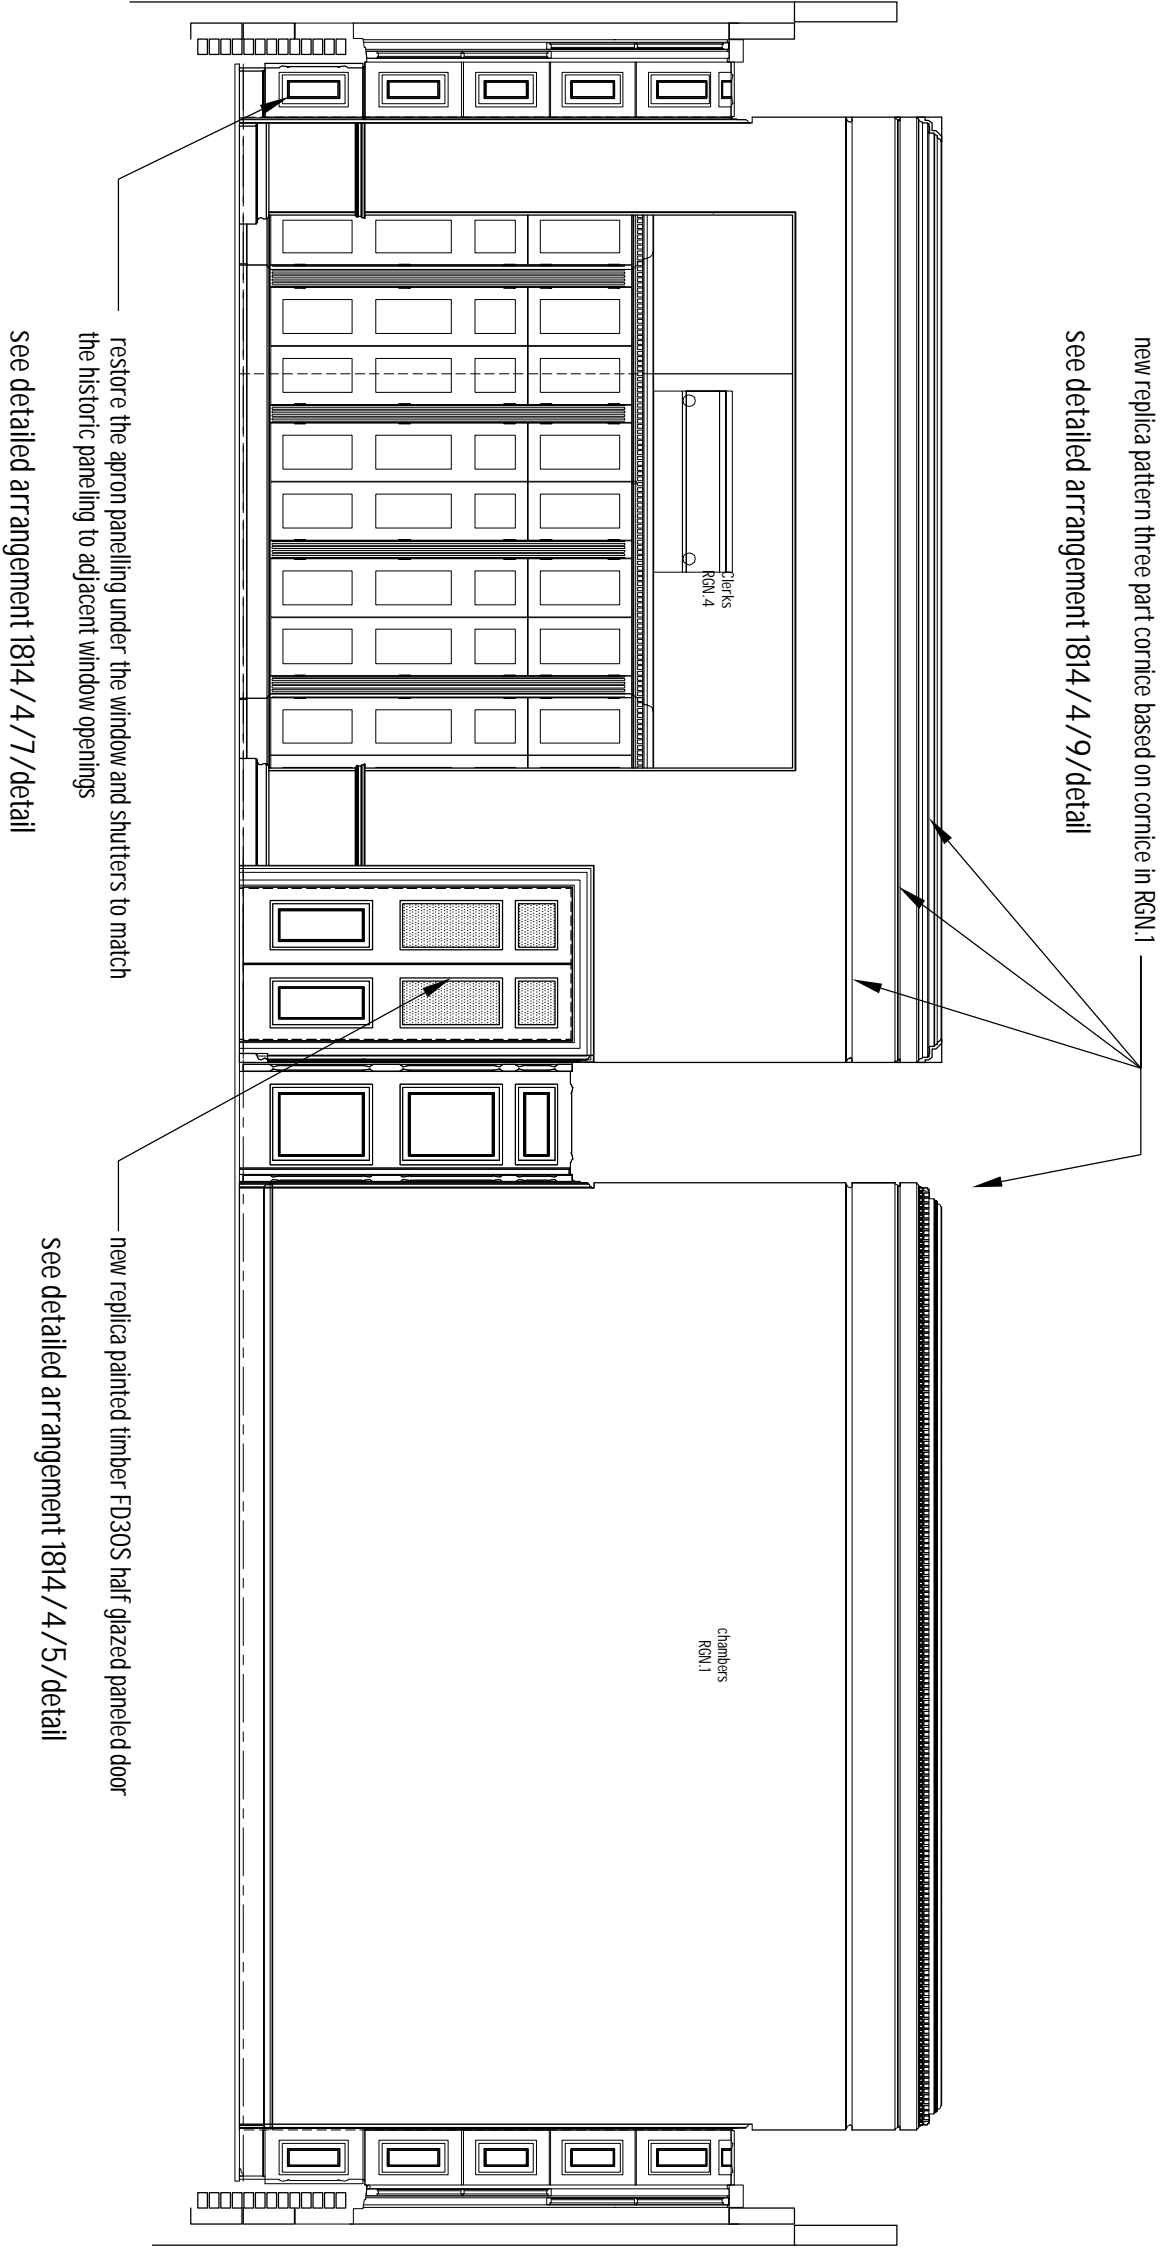 new replica pattern three part cornice based on cornice in RGN.1
see detailed arrangement 1814/4/9/detail
Clerks
RGN.4
chambers
RGN.1
restore the apron panelling under the window and shutters to match
the historic paneling to adjacent window openings
see detailed arrangement 1814/4/7/detail
new replica painted timber FD30S half glazed paneled door
see detailed arrangement 1814/4/5/detail